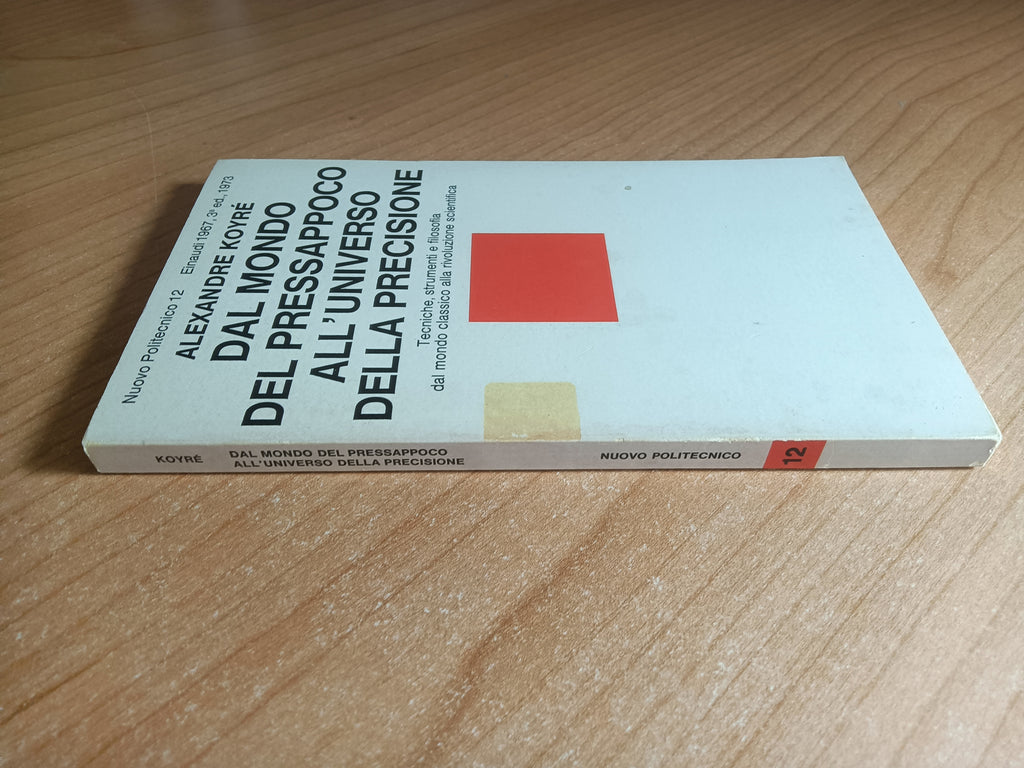 Nuovo Politecnico 12 Einaudi 1967, 3ª ed., 1973
ALEXANDRE KOYRÉ
DAL MONDO
DEL PRESSAPPOCO
ALL'UNIVERSO
DELLA PRECISIONE
Tecniche, strumenti e filosofia
dal mondo classico alla rivoluzione scientifica
KOYRÉ
DAL MONDO DEL PRESSAPPOCO
ALL'UNIVERSO DELLA PRECISIONE
NUOVO POLITECNICO
12